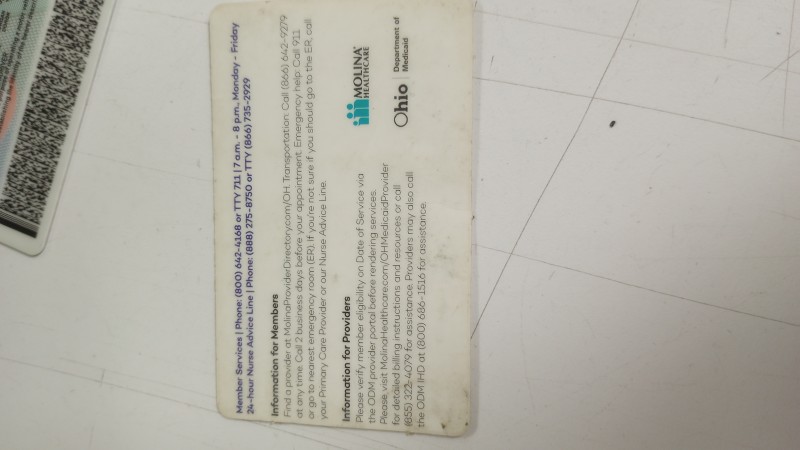 Member Services | Phone: (800) 642-4168 or TTY 711 | 7 a.m. - 8 p.m., Monday - Friday
24-hour Nurse Advice Line | Phone: (888) 275-8750 or TTY (866) 735-2929
Information for Members
Find a provider at MolinaProviderDirectory.com/OH. Transportation: Call (866) 642-9279
at any time. Call 2 business days before your appointment. Emergency help: Call 911
or go to nearest emergency room (ER). If you're not sure if you should go to the ER, call
your Primary Care Provider or our Nurse Advice Line.
Information for Providers
Please verify member eligibility on Date of Service via
the ODM provider portal before rendering services.
Please visit MolinaHealthcare.com/OHMedicaidProvider
for detailed billing instructions and resources or call
(855) 322-4079 for assistance. Providers may also call
the ODM IHD at (800) 686-1516 for assistance.
MOLINA
HEALTHCARE
Ohio
Department of
Medicaid